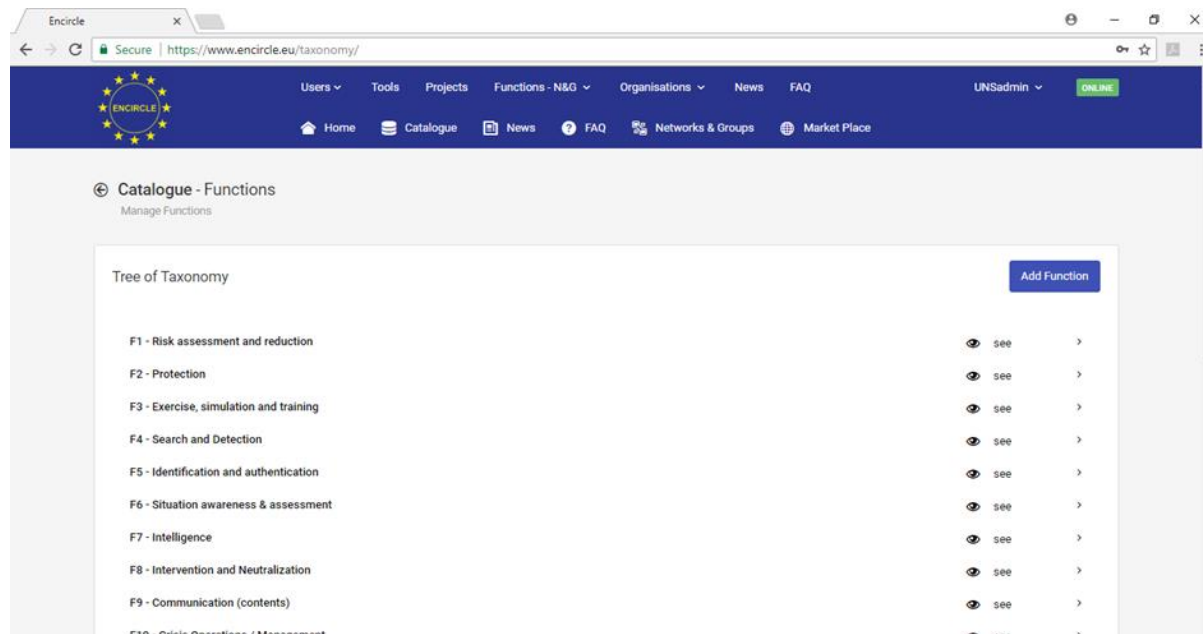 Encircle
Secure | https://www.encircle.eu/taxonomy/
ENCIRCLE
Users Tools Projects Functions - N&G Organisations News FAQ UNSadmin ONLINE
Home Catalogue News FAQ Networks & Groups Market Place
Catalogue - Functions
Manage Functions
Tree of Taxonomy Add Function
F1 - Risk assessment and reduction see
F2 - Protection see
F3 - Exercise, simulation and training see
F4 - Search and Detection see
F5 - Identification and authentication see
F6 - Situation awareness & assessment see
F7 - Intelligence see
F8 - Intervention and Neutralization see
F9 - Communication (contents) see
F10 - Crisis Operations / Management